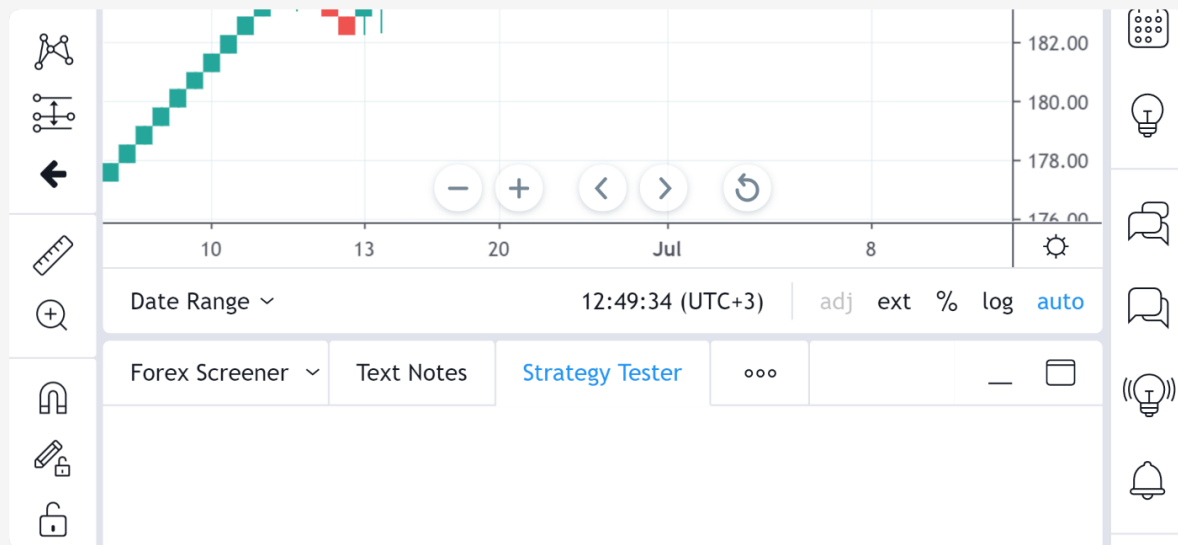 182.00
180.00
178.00
176.00
10 13 20 Jul 8
Date Range 12:49:34 (UTC+3) adj ext % log auto
Forex Screener Text Notes Strategy Tester